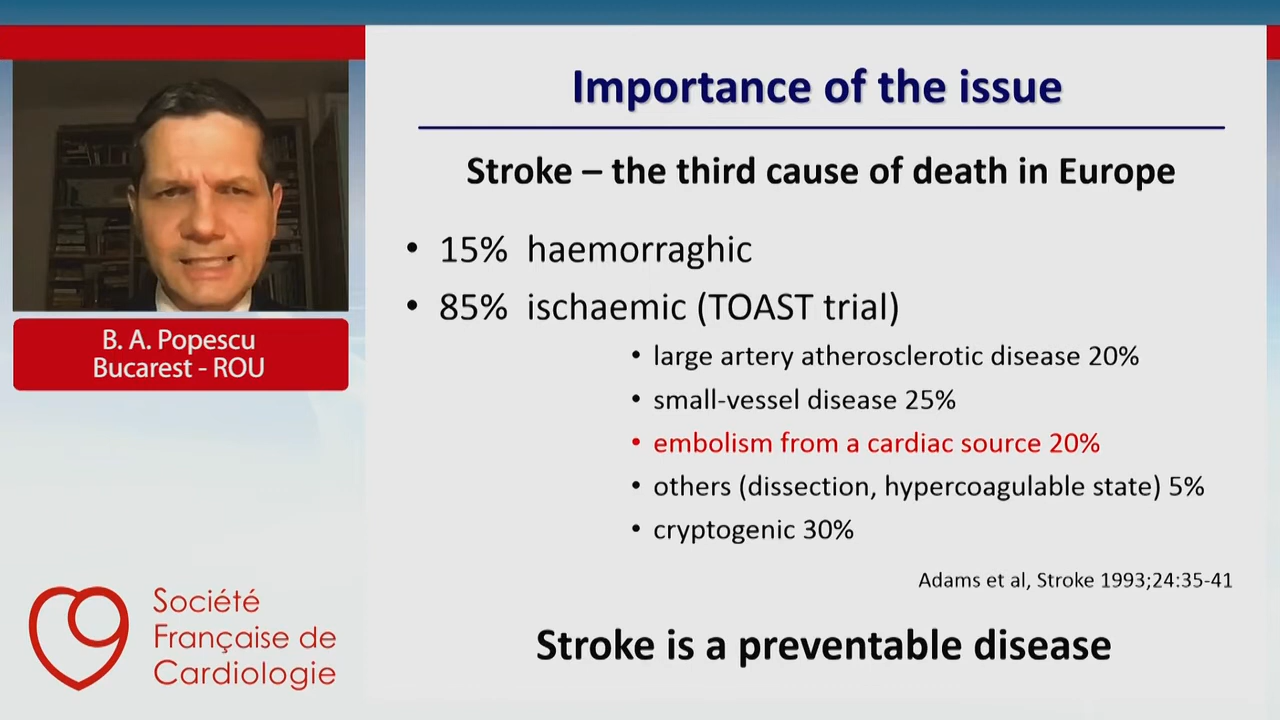 Importance of the issue
Stroke – the third cause of death in Europe
• 15% haemorraghic
• 85% ischaemic (TOAST trial)
• large artery atherosclerotic disease 20%
• small-vessel disease 25%
• embolism from a cardiac source 20%
• others (dissection, hypercoagulable state) 5%
• cryptogenic 30%
Adams et al, Stroke 1993;24:35-41
Stroke is a preventable disease
B. A. Popescu
Bucarest - ROU
Société
Française de
Cardiologie